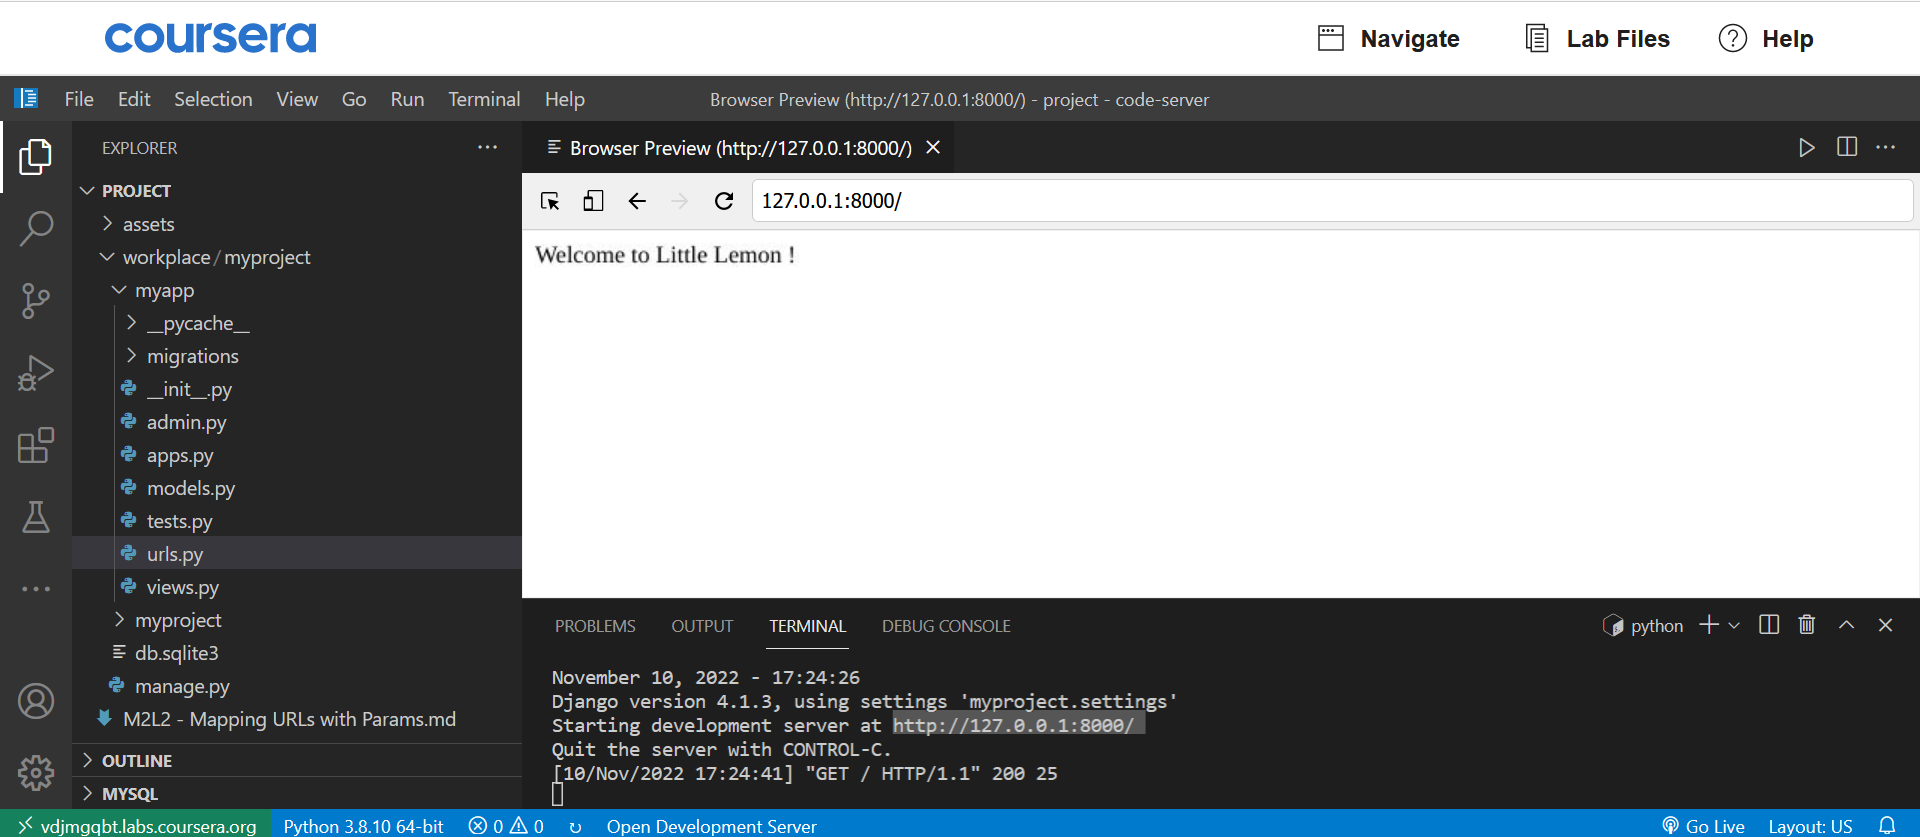 coursera
Navigate
Lab Files
Help
File Edit Selection View Go Run Terminal Help
Browser Preview (http://127.0.0.1:8000/) - project - code-server
EXPLORER
Browser Preview (http://127.0.0.1:8000/)
PROJECT
assets
workplace / myproject
myapp
__pycache__
migrations
__init__.py
admin.py
apps.py
models.py
tests.py
urls.py
views.py
myproject
db.sqlite3
manage.py
M2L2 - Mapping URLs with Params.md
OUTLINE
MYSQL
127.0.0.1:8000/
Welcome to Little Lemon !
PROBLEMS OUTPUT TERMINAL DEBUG CONSOLE
python
November 10, 2022 - 17:24:26
Django version 4.1.3, using settings 'myproject.settings'
Starting development server at http://127.0.0.1:8000/
Quit the server with CONTROL-C.
[10/Nov/2022 17:24:41] "GET / HTTP/1.1" 200 25
vdjmgqbt.labs.coursera.org Python 3.8.10 64-bit 0 0 Open Development Server Go Live Layout: US